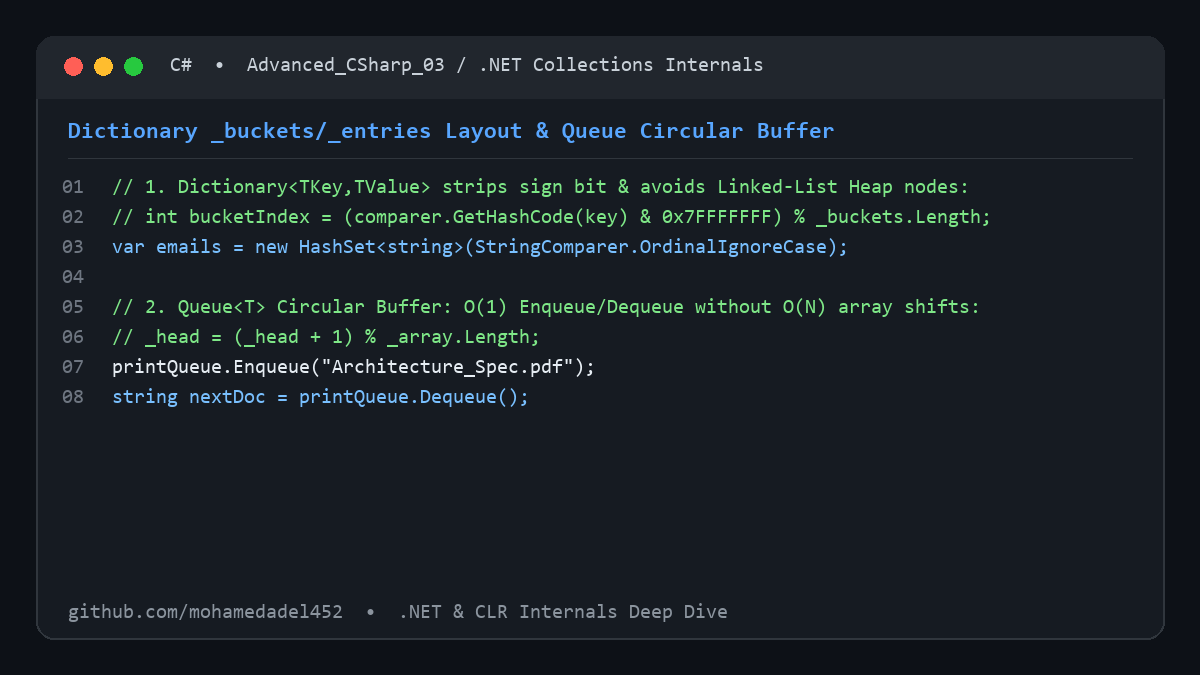 C# • Advanced_CSharp_03 / .NET Collections Internals
Dictionary _buckets/_entries Layout & Queue Circular Buffer
01 // 1. Dictionary<TKey,TValue> strips sign bit & avoids Linked-List Heap nodes:
02 // int bucketIndex = (comparer.GetHashCode(key) & 0x7FFFFFFF) % _buckets.Length;
03 var emails = new HashSet<string>(StringComparer.OrdinalIgnoreCase);
04
05 // 2. Queue<T> Circular Buffer: O(1) Enqueue/Dequeue without O(N) array shifts:
06 // _head = (_head + 1) % _array.Length;
07 printQueue.Enqueue("Architecture_Spec.pdf");
08 string nextDoc = printQueue.Dequeue();
github.com/mohamedadel452 • .NET & CLR Internals Deep Dive